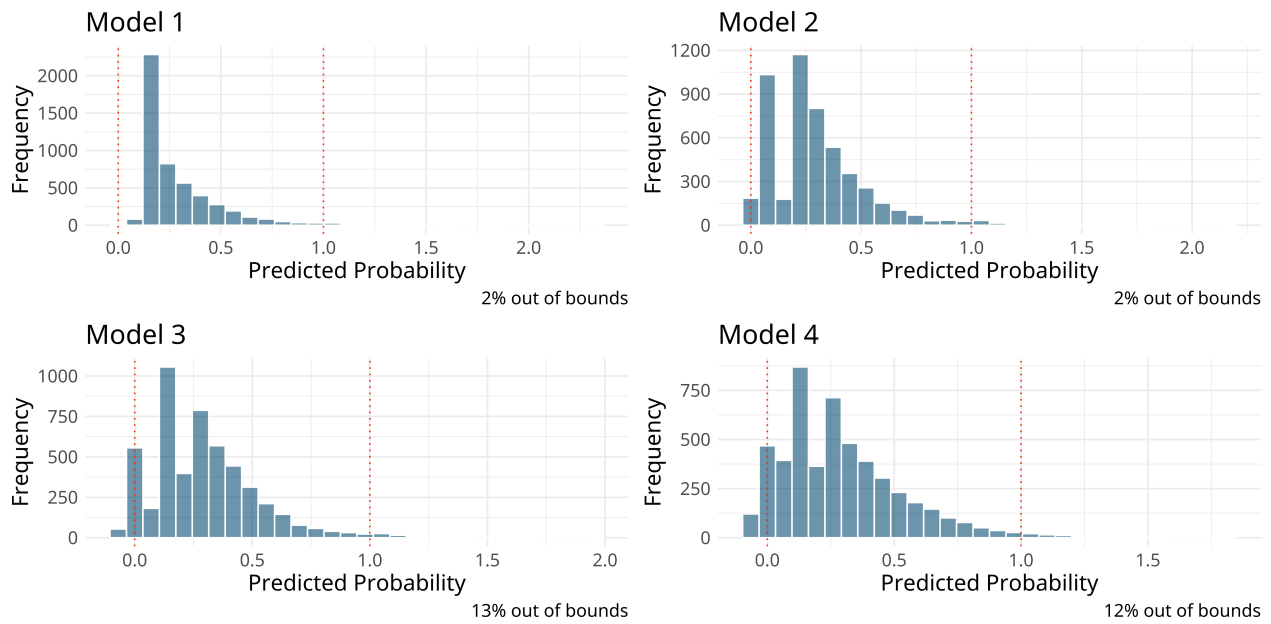 Model 1
Frequency
2000
1500
1000
500
0
0.0 0.5 1.0 1.5 2.0
Predicted Probability
2% out of bounds
Model 2
Frequency
1200
900
600
300
0
0.0 0.5 1.0 1.5 2.0
Predicted Probability
2% out of bounds
Model 3
Frequency
1000
750
500
250
0
0.0 0.5 1.0 1.5 2.0
Predicted Probability
13% out of bounds
Model 4
Frequency
750
500
250
0
0.0 0.5 1.0 1.5
Predicted Probability
12% out of bounds